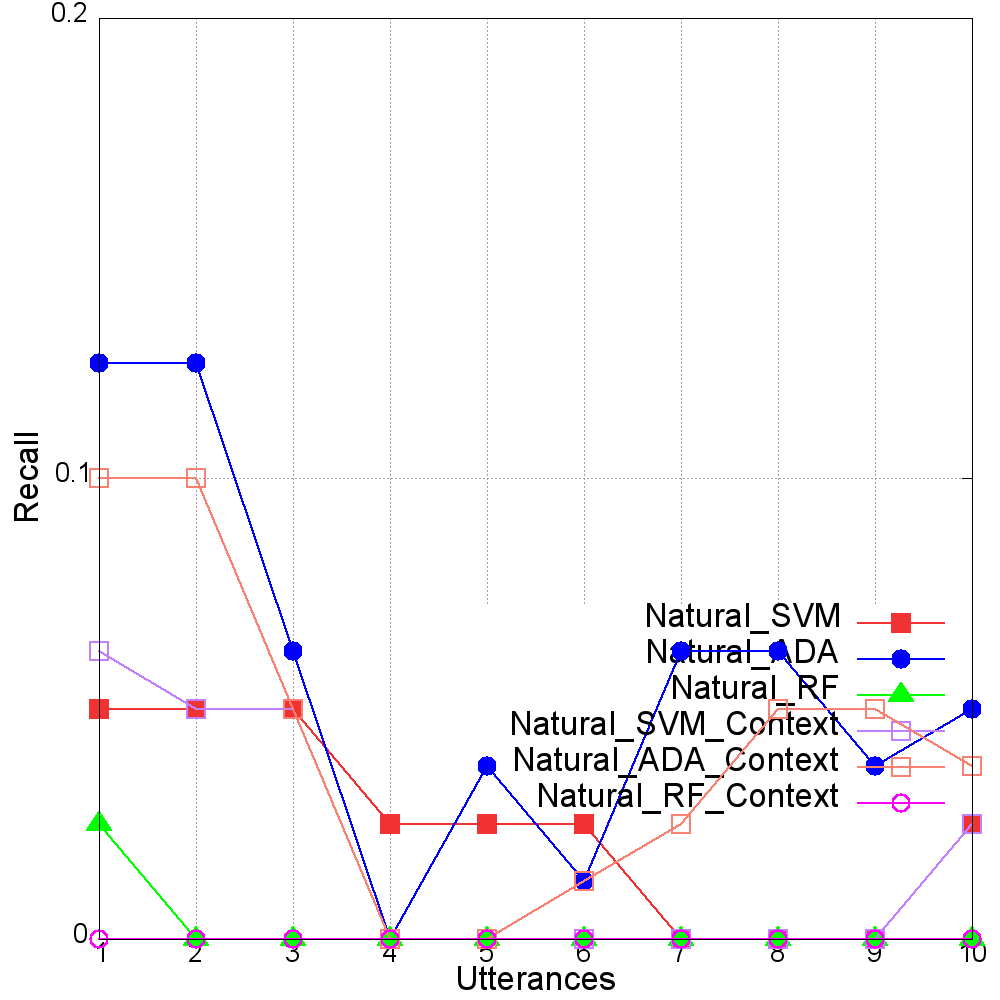 0.2
0.1
0
Recall
Natural_SVM
Natural_ADA
Natural_RF
Natural_SVM_Context
Natural_ADA_Context
Natural_RF_Context
1 2 3 4 5 6 7 8 9 10
Utterances